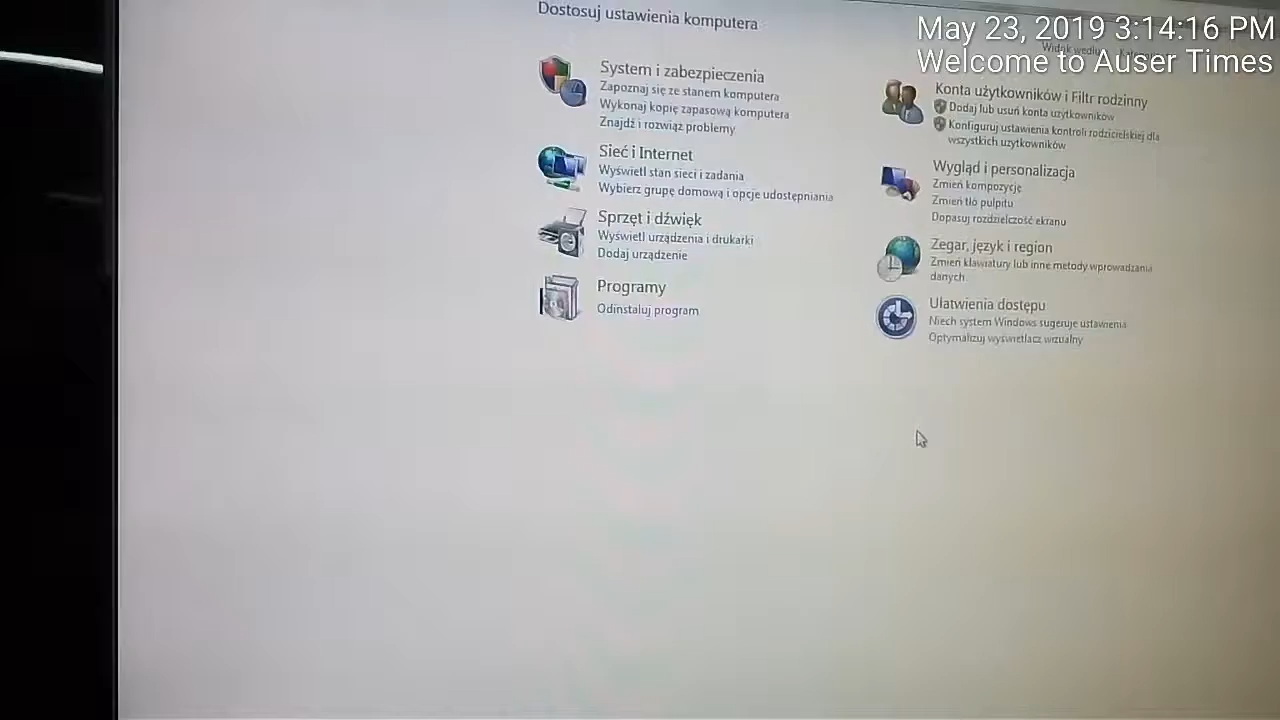 Dostosuj ustawienia komputera
May 23, 2019 3:14:16 PM
Welcome to Auser Times
System i zabezpieczenia
Zapoznaj się ze stanem komputera
Wykonaj kopię zapasową komputera
Znajdź i rozwiąż problemy
Sieć i Internet
Wyświetl stan sieci i zadania
Wybierz grupę domową i opcje udostępniania
Sprzęt i dźwięk
Wyświetl urządzenia i drukarki
Dodaj urządzenie
Programy
Odinstaluj program
Konta użytkowników i Filtr rodzinny
Dodaj lub usuń konta użytkowników
Konfiguruj ustawienia kontroli rodzicielskiej dla
wszystkich użytkowników
Wygląd i personalizacja
Zmień kompozycję
Zmień tło pulpitu
Dopasuj rozdzielczość ekranu
Zegar, język i region
Zmień klawiatury lub inne metody wprowadzania
danych
Ułatwienia dostępu
Niech system Windows sugeruje ustawienia
Optymalizuj wyświetlacz wizualny